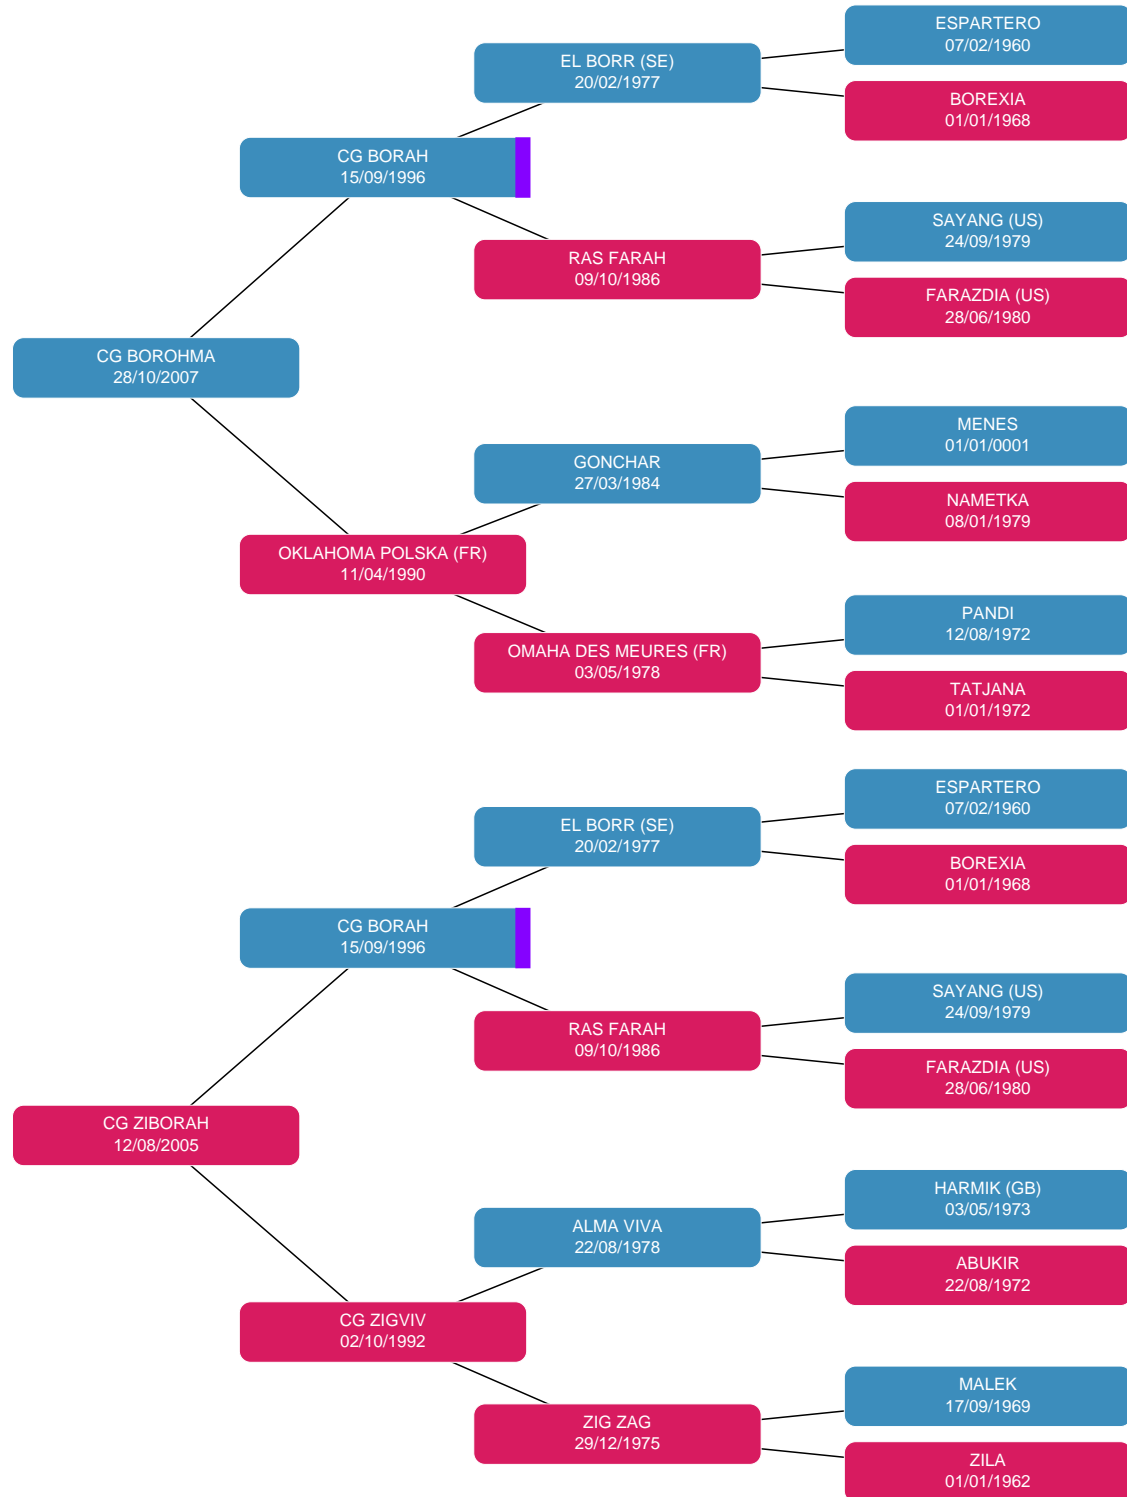 ESPARTERO
07/02/1960
EL BORR (SE)
20/02/1977
BOREXIA
01/01/1968
CG BORAH
15/09/1996
SAYANG (US)
24/09/1979
RAS FARAH
09/10/1986
FARAZDIA (US)
28/06/1980
CG BOROHMA
28/10/2007
MENES
01/01/0001
GONCHAR
27/03/1984
NAMETKA
08/01/1979
OKLAHOMA POLSKA (FR)
11/04/1990
PANDI
12/08/1972
OMAHA DES MEURES (FR)
03/05/1978
TATJANA
01/01/1972
ESPARTERO
07/02/1960
EL BORR (SE)
20/02/1977
BOREXIA
01/01/1968
CG BORAH
15/09/1996
SAYANG (US)
24/09/1979
RAS FARAH
09/10/1986
FARAZDIA (US)
28/06/1980
CG ZIBORAH
12/08/2005
HARMIK (GB)
03/05/1973
ALMA VIVA
22/08/1978
ABUKIR
22/08/1972
CG ZIGVIV
02/10/1992
MALEK
17/09/1969
ZIG ZAG
29/12/1975
ZILA
01/01/1962